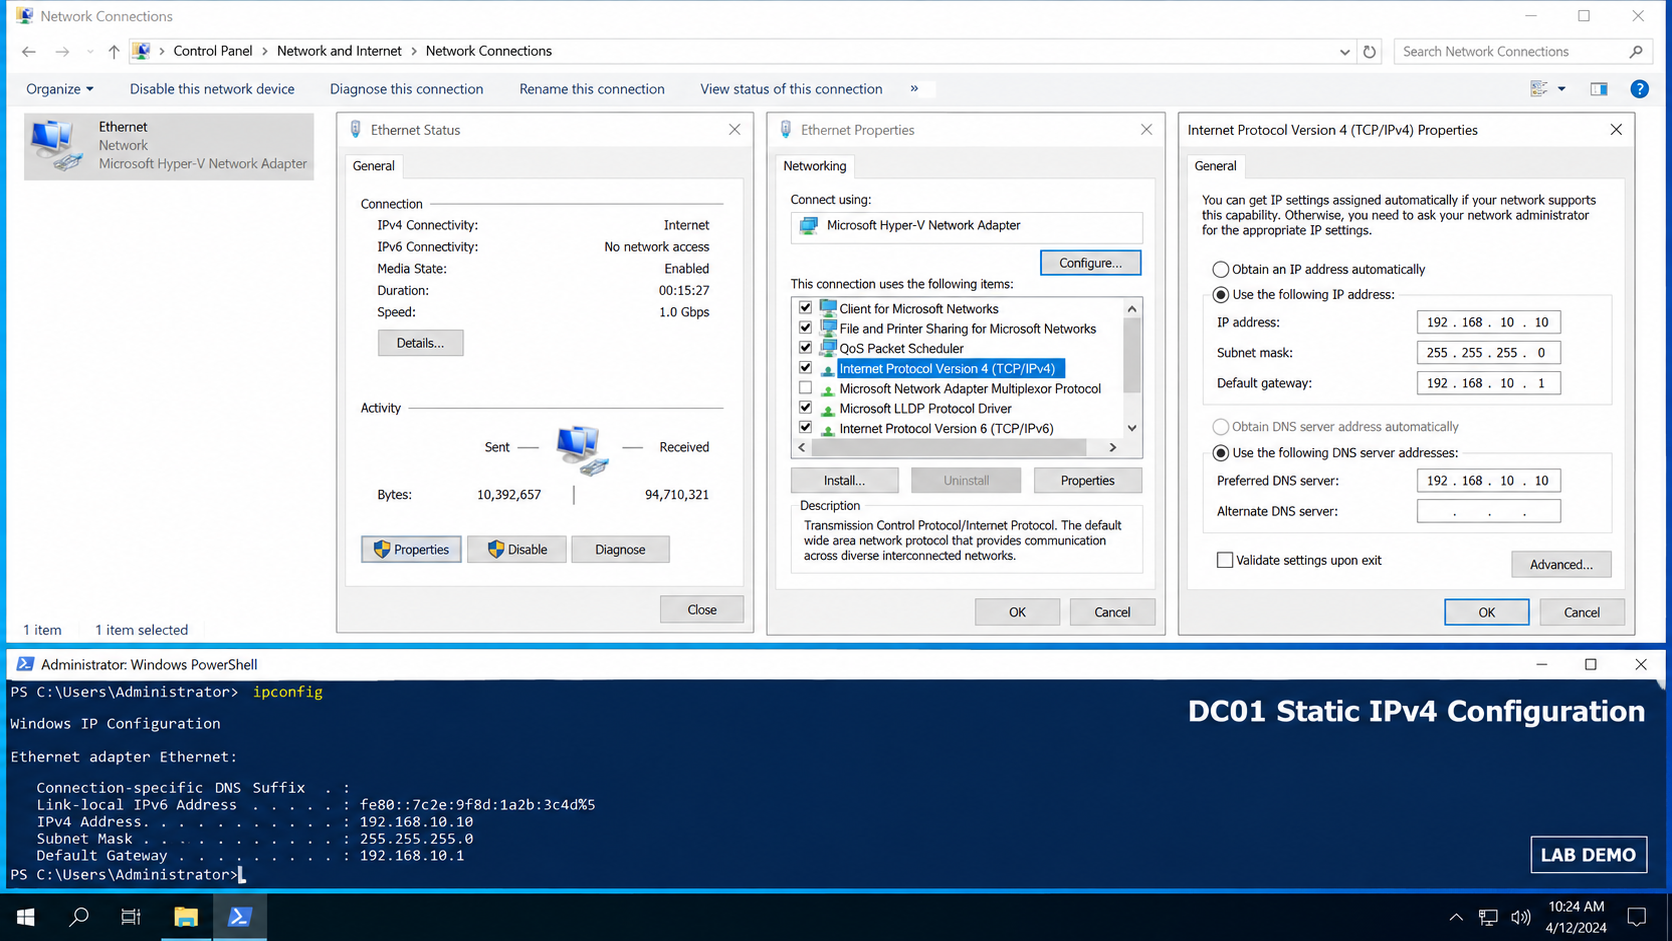 Network Connections
Control Panel > Network and Internet > Network Connections
Search Network Connections
Organize
Disable this network device
Diagnose this connection
Rename this connection
View status of this connection
»
?
Ethernet
Network
Microsoft Hyper-V Network Adapter
1 item
1 item selected
Ethernet Status
General
Connection
IPv4 Connectivity: Internet
IPv6 Connectivity: No network access
Media State: Enabled
Duration: 00:15:27
Speed: 1.0 Gbps
Details...
Activity
Sent — — Received
Bytes: 10,392,657 | 94,710,321
Properties
Disable
Diagnose
Close
Ethernet Properties
Networking
Connect using:
Microsoft Hyper-V Network Adapter
Configure...
This connection uses the following items:
Client for Microsoft Networks
File and Printer Sharing for Microsoft Networks
QoS Packet Scheduler
Internet Protocol Version 4 (TCP/IPv4)
Microsoft Network Adapter Multiplexor Protocol
Microsoft LLDP Protocol Driver
Internet Protocol Version 6 (TCP/IPv6)
Install...
Uninstall
Properties
Description
Transmission Control Protocol/Internet Protocol. The default
wide area network protocol that provides communication
across diverse interconnected networks.
OK
Cancel
Internet Protocol Version 4 (TCP/IPv4) Properties
General
You can get IP settings assigned automatically if your network supports
this capability. Otherwise, you need to ask your network administrator
for the appropriate IP settings.
Obtain an IP address automatically
Use the following IP address:
IP address: 192 . 168 . 10 . 10
Subnet mask: 255 . 255 . 255 . 0
Default gateway: 192 . 168 . 10 . 1
Obtain DNS server address automatically
Use the following DNS server addresses:
Preferred DNS server: 192 . 168 . 10 . 10
Alternate DNS server: . . .
Validate settings upon exit
Advanced...
OK
Cancel
Administrator: Windows PowerShell
PS C:\Users\Administrator> ipconfig
Windows IP Configuration
Ethernet adapter Ethernet:
Connection-specific DNS Suffix . :
Link-local IPv6 Address . . . . . : fe80::7c2e:9f8d:1a2b:3c4d%5
IPv4 Address. . . . . . . . . . . : 192.168.10.10
Subnet Mask . . . . . . . . . . . : 255.255.255.0
Default Gateway . . . . . . . . . : 192.168.10.1
PS C:\Users\Administrator>
DC01 Static IPv4 Configuration
LAB DEMO
10:24 AM
4/12/2024